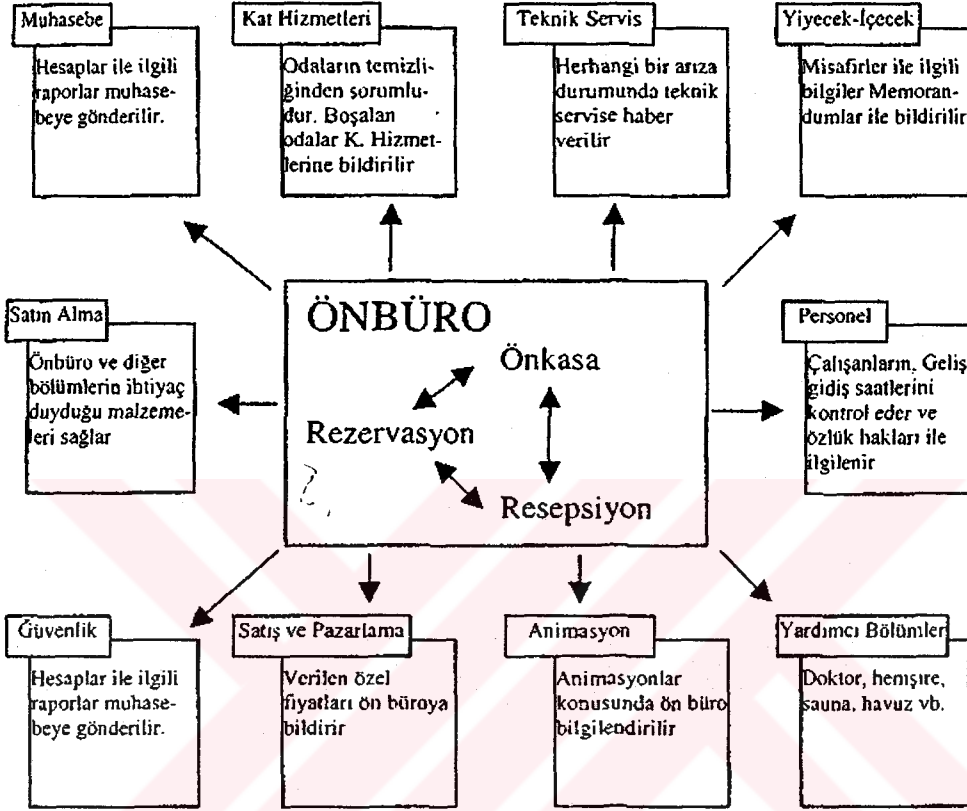 Muhasebe
Hesaplar ile ilgili
raporlar muhase-
beye gönderilir.
Kat Hizmetleri
Odaların temizli-
ğinden sorumlu-
dur. Boşalan
odalar K. Hizmet-
lerine bildirilir
Teknik Servis
Herhangi bir arıza
durumunda teknik
servise haber
verilir
Yiyecek-İçecek
Misafirler ile ilgili
bilgiler Memoran-
dumlar ile bildirilir
Satın Alma
Önbüro ve diğer
bölümlerin ihtiyaç
duyduğu malzeme-
leri sağlar
ÖNBÜRO
Önkasa
Rezervasyon
Resepsiyon
Personel
Çalışanların, Geliş
gidiş saatlerini
kontrol eder ve
özlük hakları ile
ilgilenir
Güvenlik
Hesaplar ile ilgili
raporlar muhase-
beye gönderilir.
Satış ve Pazarlama
Verilen özel
fiyatları ön büroya
bildirir
Animasyon
Animasyonlar
konusunda ön büro
bilgilendirilir
Yardımcı Bölümler
Doktor, hemşire,
sauna, havuz vb.